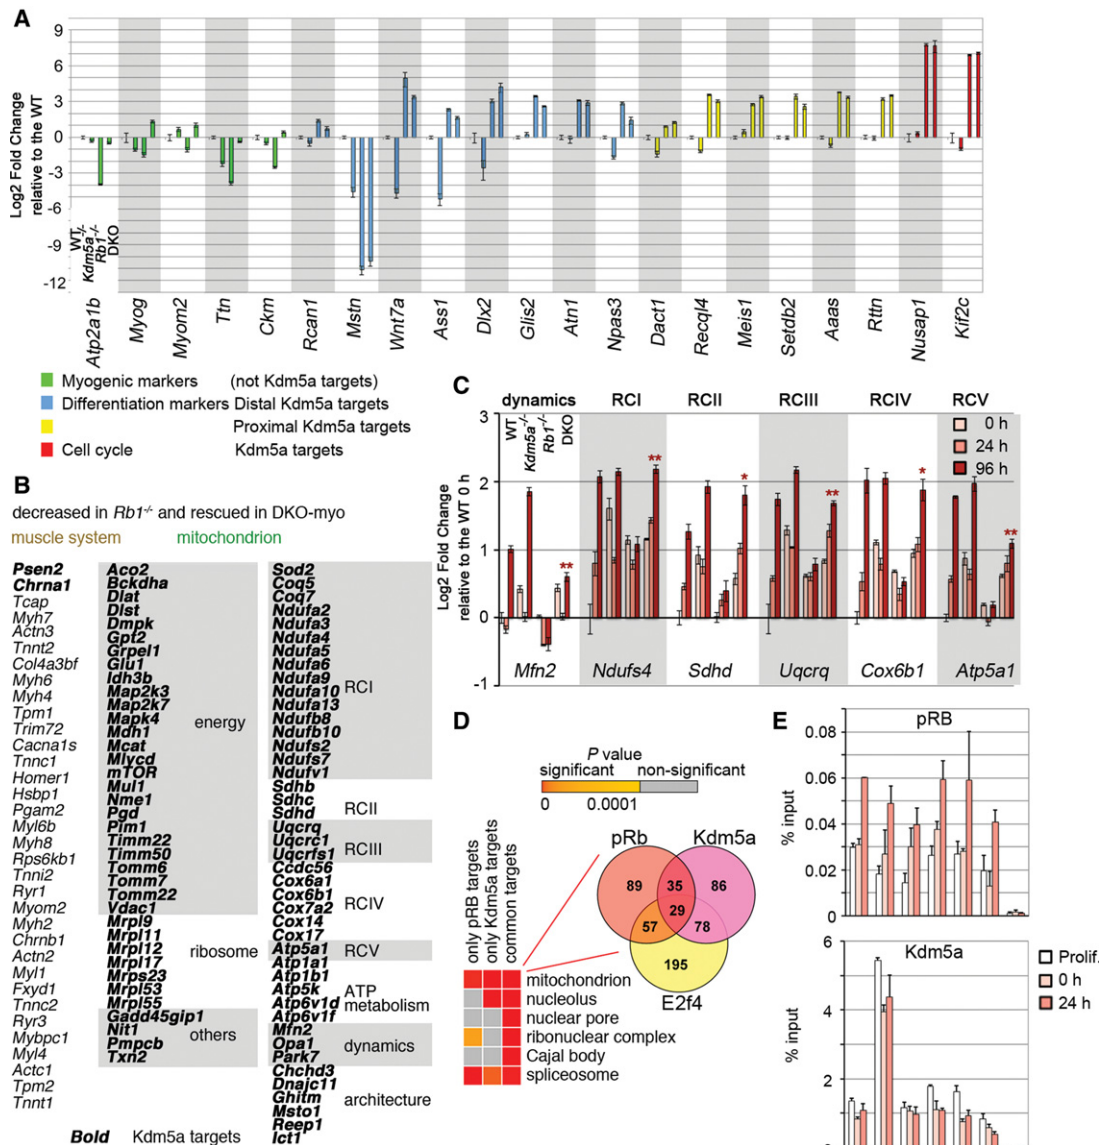 A
Log2 Fold Change
relative to the WT
9
6
3
0
-3
-6
-9
-12
WT
Kdm5a-/-
Rb1-/-
DKO
Atp2a1b
Myog
Myom2
Ttn
Ckm
Rcan1
Mstn
Wnt7a
Ass1
Dlx2
Glis2
Atn1
Npas3
Dact1
Recql4
Meis1
Setdb2
Aaas
Rttn
Nusap1
Kif2c
Myogenic markers (not Kdm5a targets)
Differentiation markers Distal Kdm5a targets
Proximal Kdm5a targets
Cell cycle Kdm5a targets
B
decreased in Rb1-/- and rescued in DKO-myo
muscle system
mitochondrion
Psen2
Chrna1
Tcap
Myh7
Actn3
Tnnt2
Col4a3bf
Myh6
Myh4
Tpm1
Trim72
Cacna1s
Tnnc1
Homer1
Hsbp1
Pgam2
Myl6b
Myh8
Rps6kb1
Tnni2
Ryr1
Myom2
Myh2
Chrnb1
Actn2
Myl1
Fxyd1
Tnnc2
Ryr3
Mybpc1
Myl4
Actc1
Tpm2
Tnnt1
Aco2
Bckdha
Dlat
Dlst
Dmpk
Gpt2
Grpel1
Glu1
Idh3b
Map2k3
Map2k7
Mapk4
Mdh1
Mcat
Mlycd
mTOR
Mul1
Nme1
Pgd
Pim1
Timm22
Timm50
Tomm6
Tomm7
Tomm22
Vdac1
energy
Mrpl9
Mrpl11
Mrpl12
Mrpl17
Mrps23
Mrpl53
Mrpl55
ribosome
Gadd45gip1
Nit1
Pmpcb
Txn2
others
Sod2
Coq5
Coq7
Ndufa2
Ndufa3
Ndufa4
Ndufa5
Ndufa6
Ndufa9
Ndufa10
Ndufa13
Ndufb8
Ndufb10
Ndufs2
Ndufs7
Ndufv1
RCI
Sdhb
Sdhc
Sdhd
RCII
Uqcrq
Uqcrc1
Uqcrfs1
RCIII
Ccdc56
Cox6a1
Cox6b1
Cox7a2
Cox14
Cox17
RCIV
Atp5a1
RCV
Atp1a1
Atp1b1
Atp5k
Atp6v1d
Atp6v1f
ATP
metabolism
Mfn2
Opa1
Park7
dynamics
Chchd3
Dnajc11
Ghitm
Msto1
Reep1
Ict1
architecture
Bold Kdm5a targets
C
dynamics RCI RCII RCIII RCIV RCV
Log2 Fold Change
relative to the WT 0 h
3
2
1
0
-1
WT
Kdm5a-/-
Rb1-/-
DKO
** ** * ** * **
0 h
24 h
96 h
Mfn2 Ndufs4 Sdhd Uqcrq Cox6b1 Atp5a1
D
P value
significant non-significant
0 0.0001
pRb Kdm5a
89 35 86
29
57 78
195
E2f4
only pRB targets
only Kdm5a targets
common targets
mitochondrion
nucleolus
nuclear pore
ribonuclear complex
Cajal body
spliceosome
E
pRB
% input
0.08
0.06
0.04
0.02
0
Kdm5a
% input
6
4
2
0
Prolif.
0 h
24 h